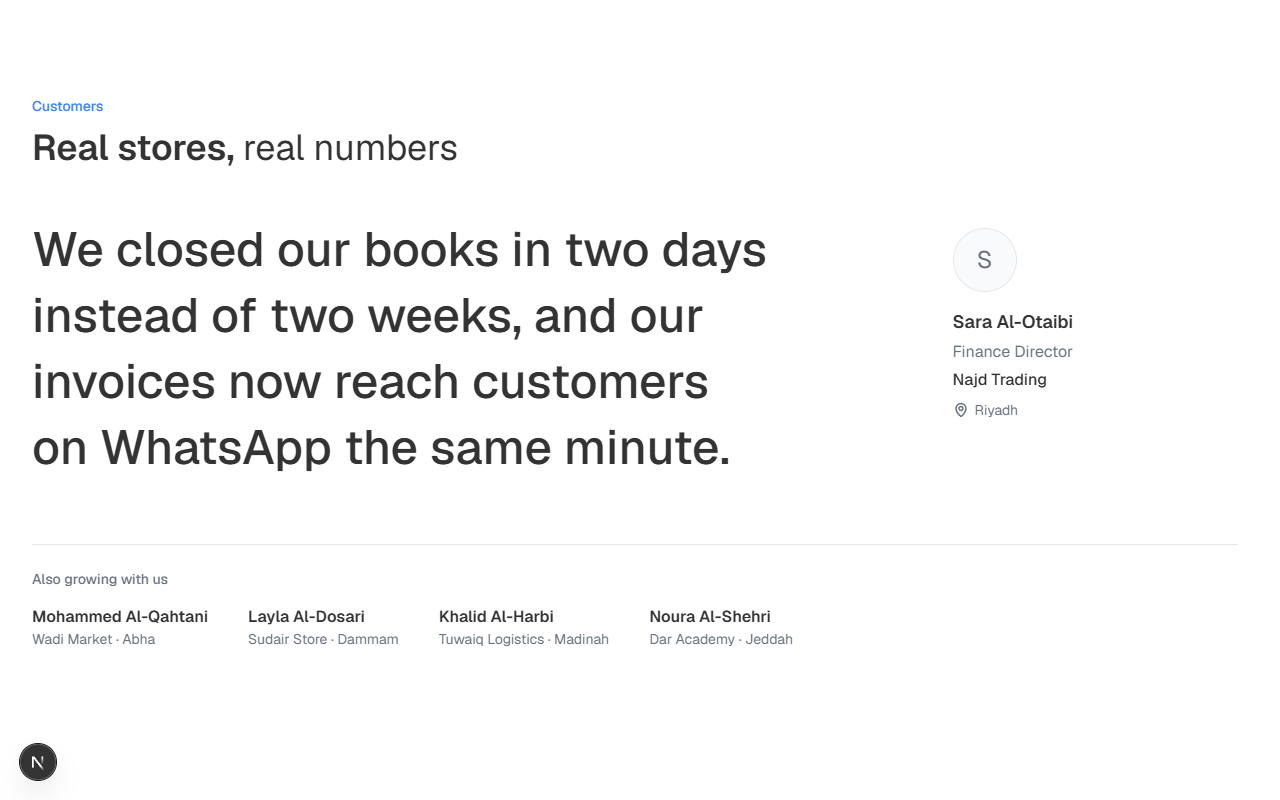 Customers
Real stores, real numbers
We closed our books in two days
instead of two weeks, and our
invoices now reach customers
on WhatsApp the same minute.
S
Sara Al-Otaibi
Finance Director
Najd Trading
Riyadh
Also growing with us
Mohammed Al-Qahtani
Wadi Market · Abha
Layla Al-Dosari
Sudair Store · Dammam
Khalid Al-Harbi
Tuwaiq Logistics · Madinah
Noura Al-Shehri
Dar Academy · Jeddah
N